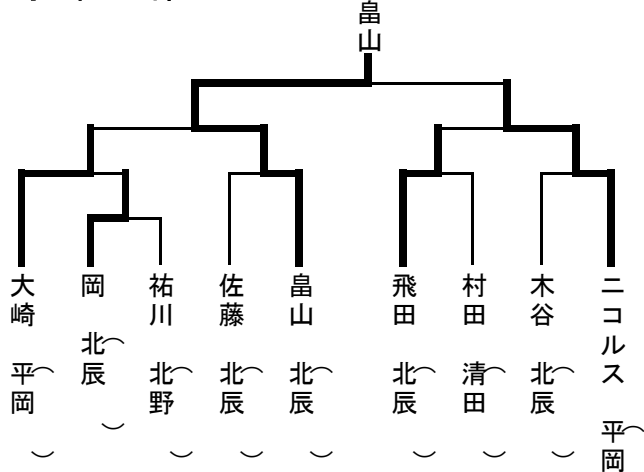 畠山
大崎（平岡）
岡（北辰）
祐川（北野）
佐藤（北辰）
畠山（北辰）
飛田（北辰）
村田（清田）
木谷（北辰）
ニコルス（平岡